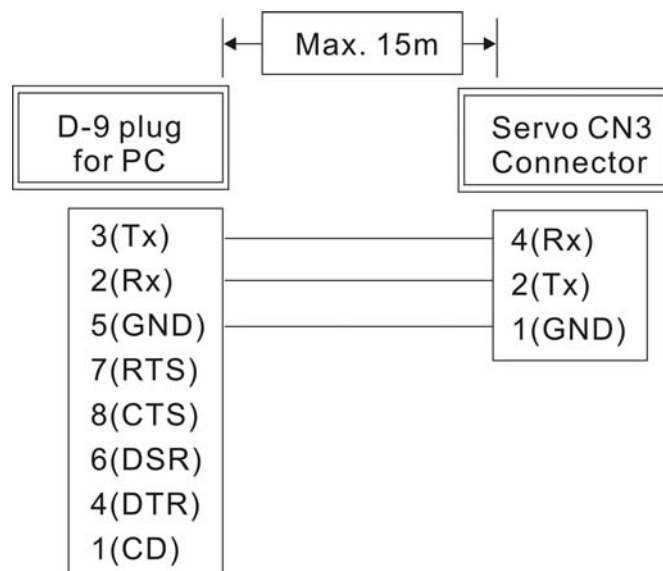 Max. 15m
D-9 plug
for PC
Servo CN3
Connector
3(Tx)
2(Rx)
5(GND)
7(RTS)
8(CTS)
6(DSR)
4(DTR)
1(CD)
4(Rx)
2(Tx)
1(GND)